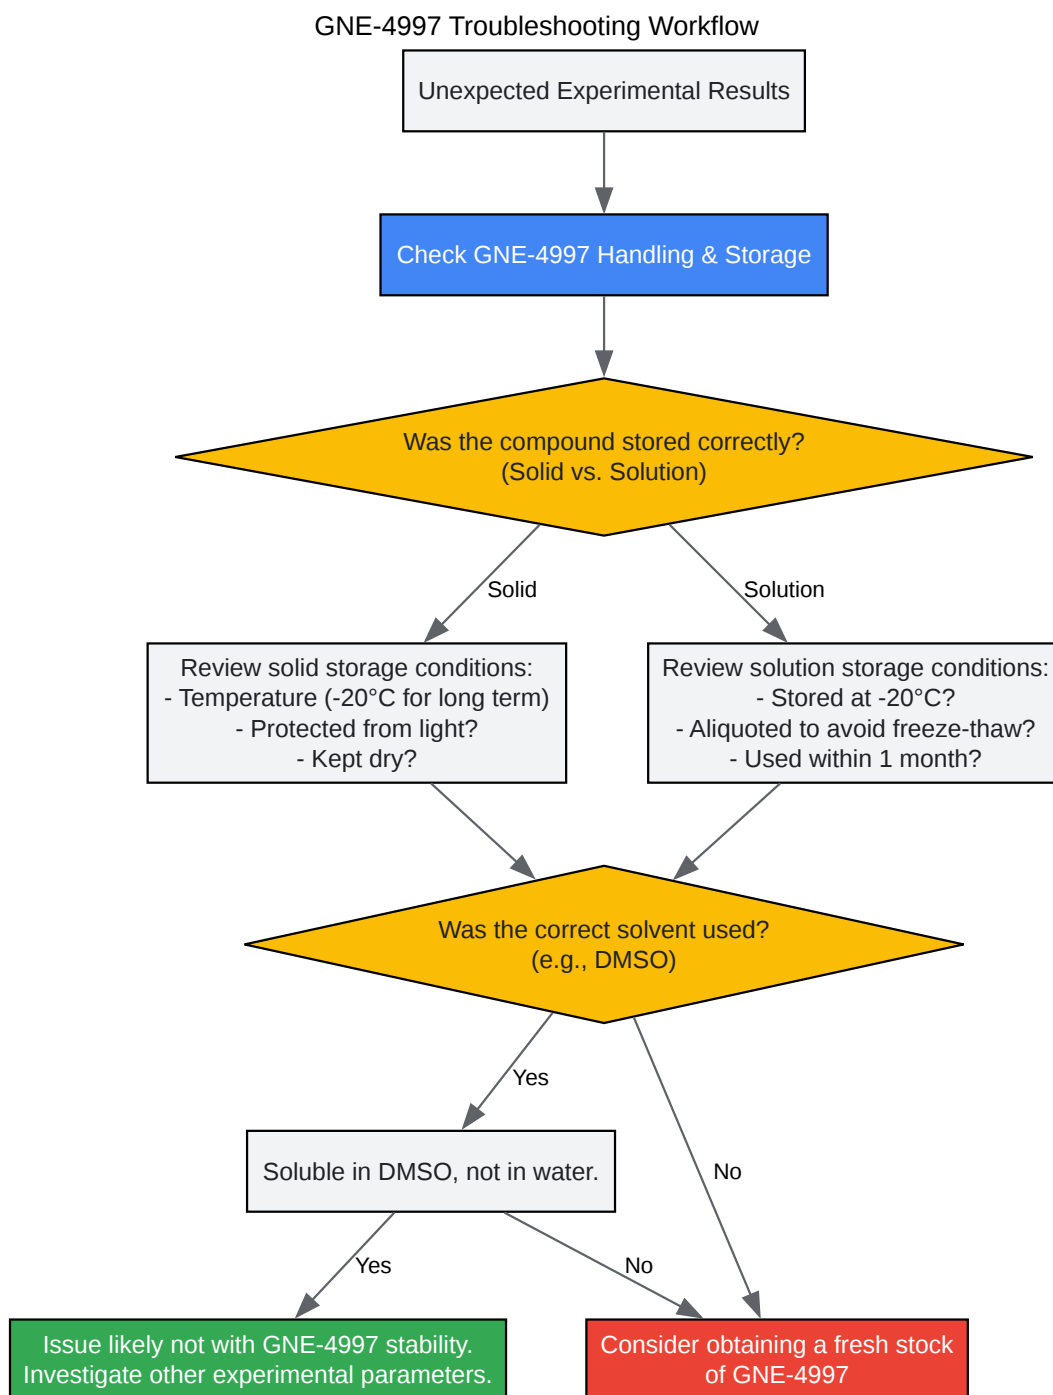 GNE-4997 Troubleshooting Workflow
Unexpected Experimental Results
Check GNE-4997 Handling & Storage
Was the compound stored correctly?
(Solid vs. Solution)
Solid
Solution
Review solid storage conditions:
- Temperature (-20°C for long term)
- Protected from light?
- Kept dry?
Review solution storage conditions:
- Stored at -20°C?
- Aliquoted to avoid freeze-thaw?
- Used within 1 month?
Was the correct solvent used?
(e.g., DMSO)
Yes
No
Soluble in DMSO, not in water.
Yes
No
Issue likely not with GNE-4997 stability.
Investigate other experimental parameters.
Consider obtaining a fresh stock
of GNE-4997